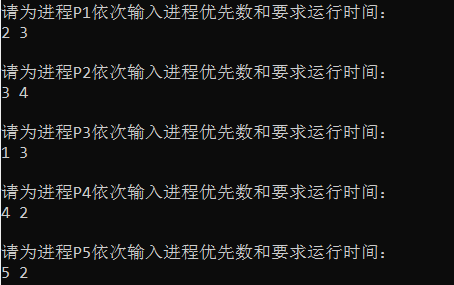 请为进程P1依次输入进程优先数和要求运行时间：
2 3
请为进程P2依次输入进程优先数和要求运行时间：
3 4
请为进程P3依次输入进程优先数和要求运行时间：
1 3
请为进程P4依次输入进程优先数和要求运行时间：
4 2
请为进程P5依次输入进程优先数和要求运行时间：
5 2